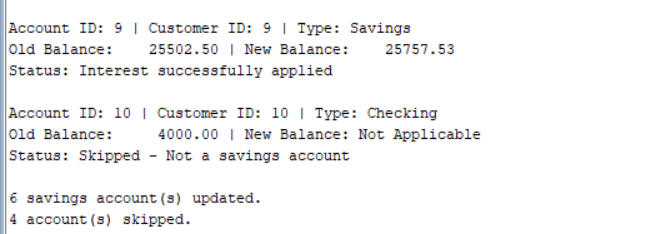 Account ID: 9 | Customer ID: 9 | Type: Savings
Old Balance:    25502.50 | New Balance:    25757.53
Status: Interest successfully applied
Account ID: 10 | Customer ID: 10 | Type: Checking
Old Balance:     4000.00 | New Balance: Not Applicable
Status: Skipped - Not a savings account
6 savings account(s) updated.
4 account(s) skipped.